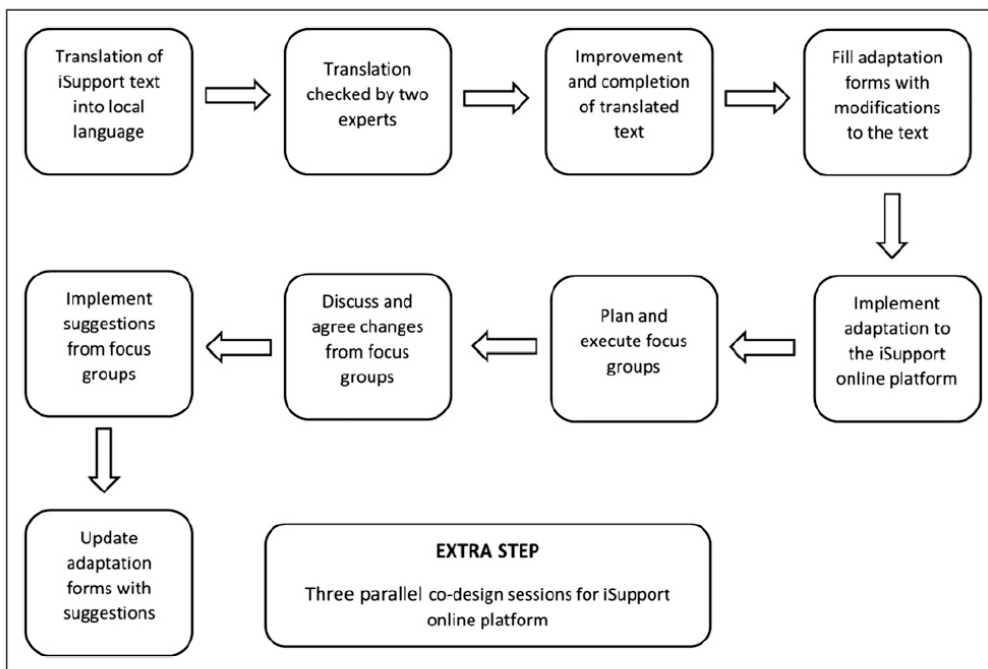 Translation of
iSupport text
into local
language
Translation
checked by two
experts
Improvement
and completion
of translated
text
Fill adaptation
forms with
modifications
to the text
Implement
adaptation to
the iSupport
online platform
Plan and
execute focus
groups
Discuss and
agree changes
from focus
groups
Implement
suggestions
from focus
groups
Update
adaptation
forms with
suggestions
EXTRA STEP
Three parallel co-design sessions for iSupport
online platform